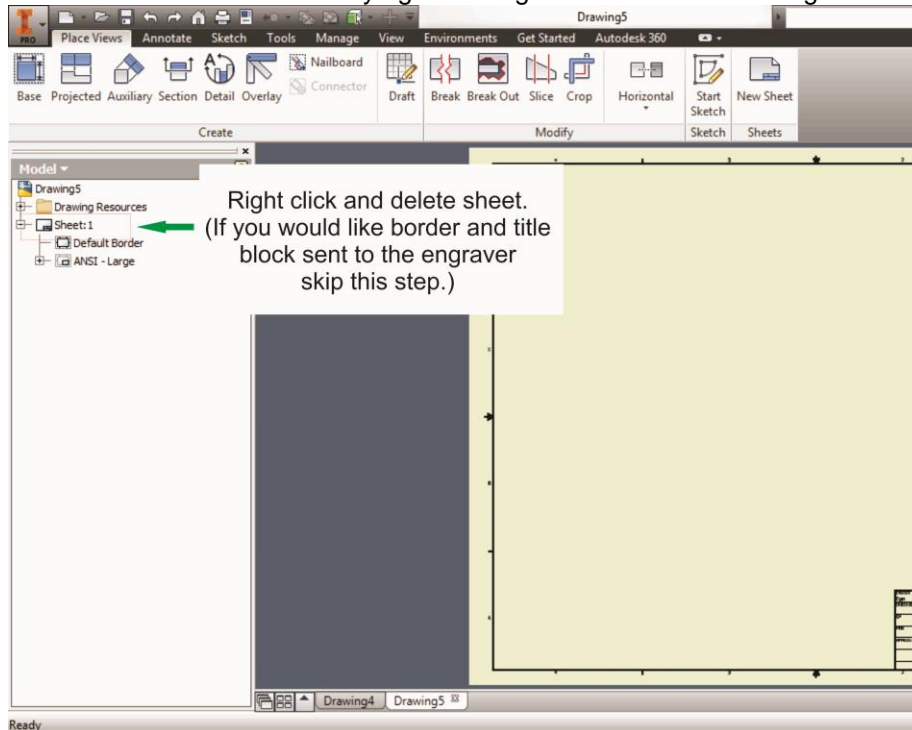 Drawing5
PRO
Place Views Annotate Sketch Tools Manage View Environments Get Started Autodesk 360
Base Projected Auxiliary Section Detail Overlay
Nailboard
Connector
Draft Break Break Out Slice Crop Horizontal Start Sketch New Sheet
Create Modify Sketch Sheets
Model
Drawing5
Drawing Resources
Sheet:1
Default Border
ANSI - Large
Right click and delete sheet.
(If you would like border and title
block sent to the engraver
skip this step.)
Drawing4 Drawing5
Ready